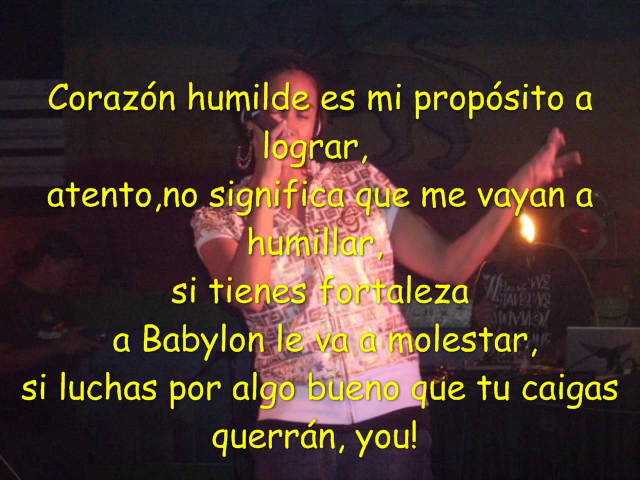 Corazón humilde es mi propósito a
lograr,
atento,no significa que me vayan a
humillar,
si tienes fortaleza
a Babylon le va a molestar,
si luchas por algo bueno que tu caigas
querrán, you!